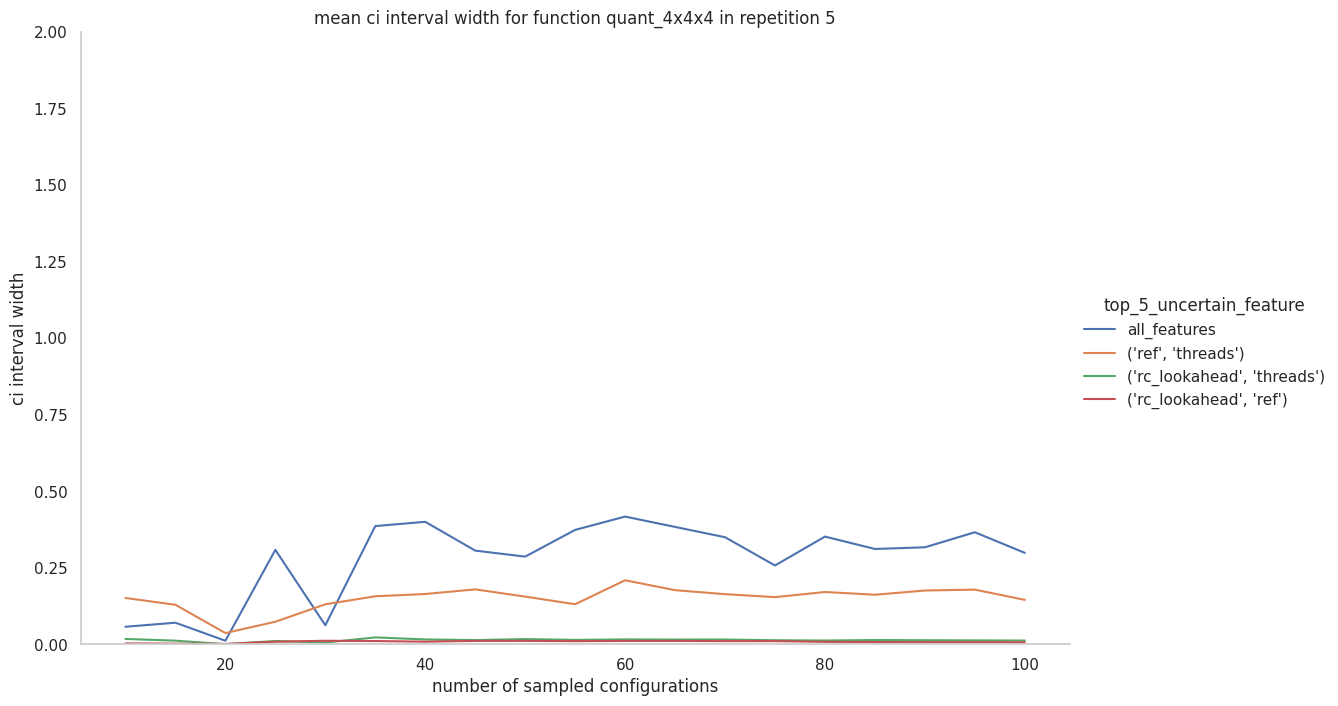 mean ci interval width for function quant_4x4x4 in repetition 5
2.00
1.75
1.50
1.25
1.00
0.75
0.50
0.25
0.00
ci interval width
20
40
60
80
100
number of sampled configurations
top_5_uncertain_feature
all_features
('ref', 'threads')
('rc_lookahead', 'threads')
('rc_lookahead', 'ref')